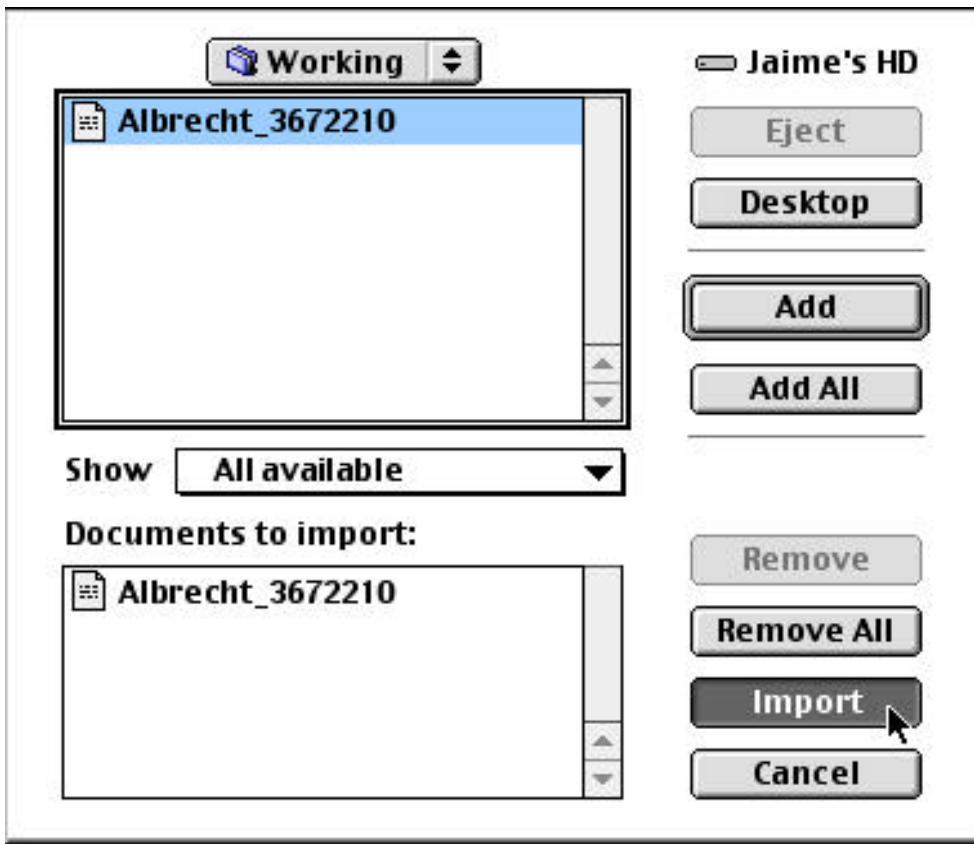 Working
Jaime's HD
Albrecht_3672210
Eject
Desktop
Add
Add All
Show All available
Documents to import:
Albrecht_3672210
Remove
Remove All
Import
Cancel